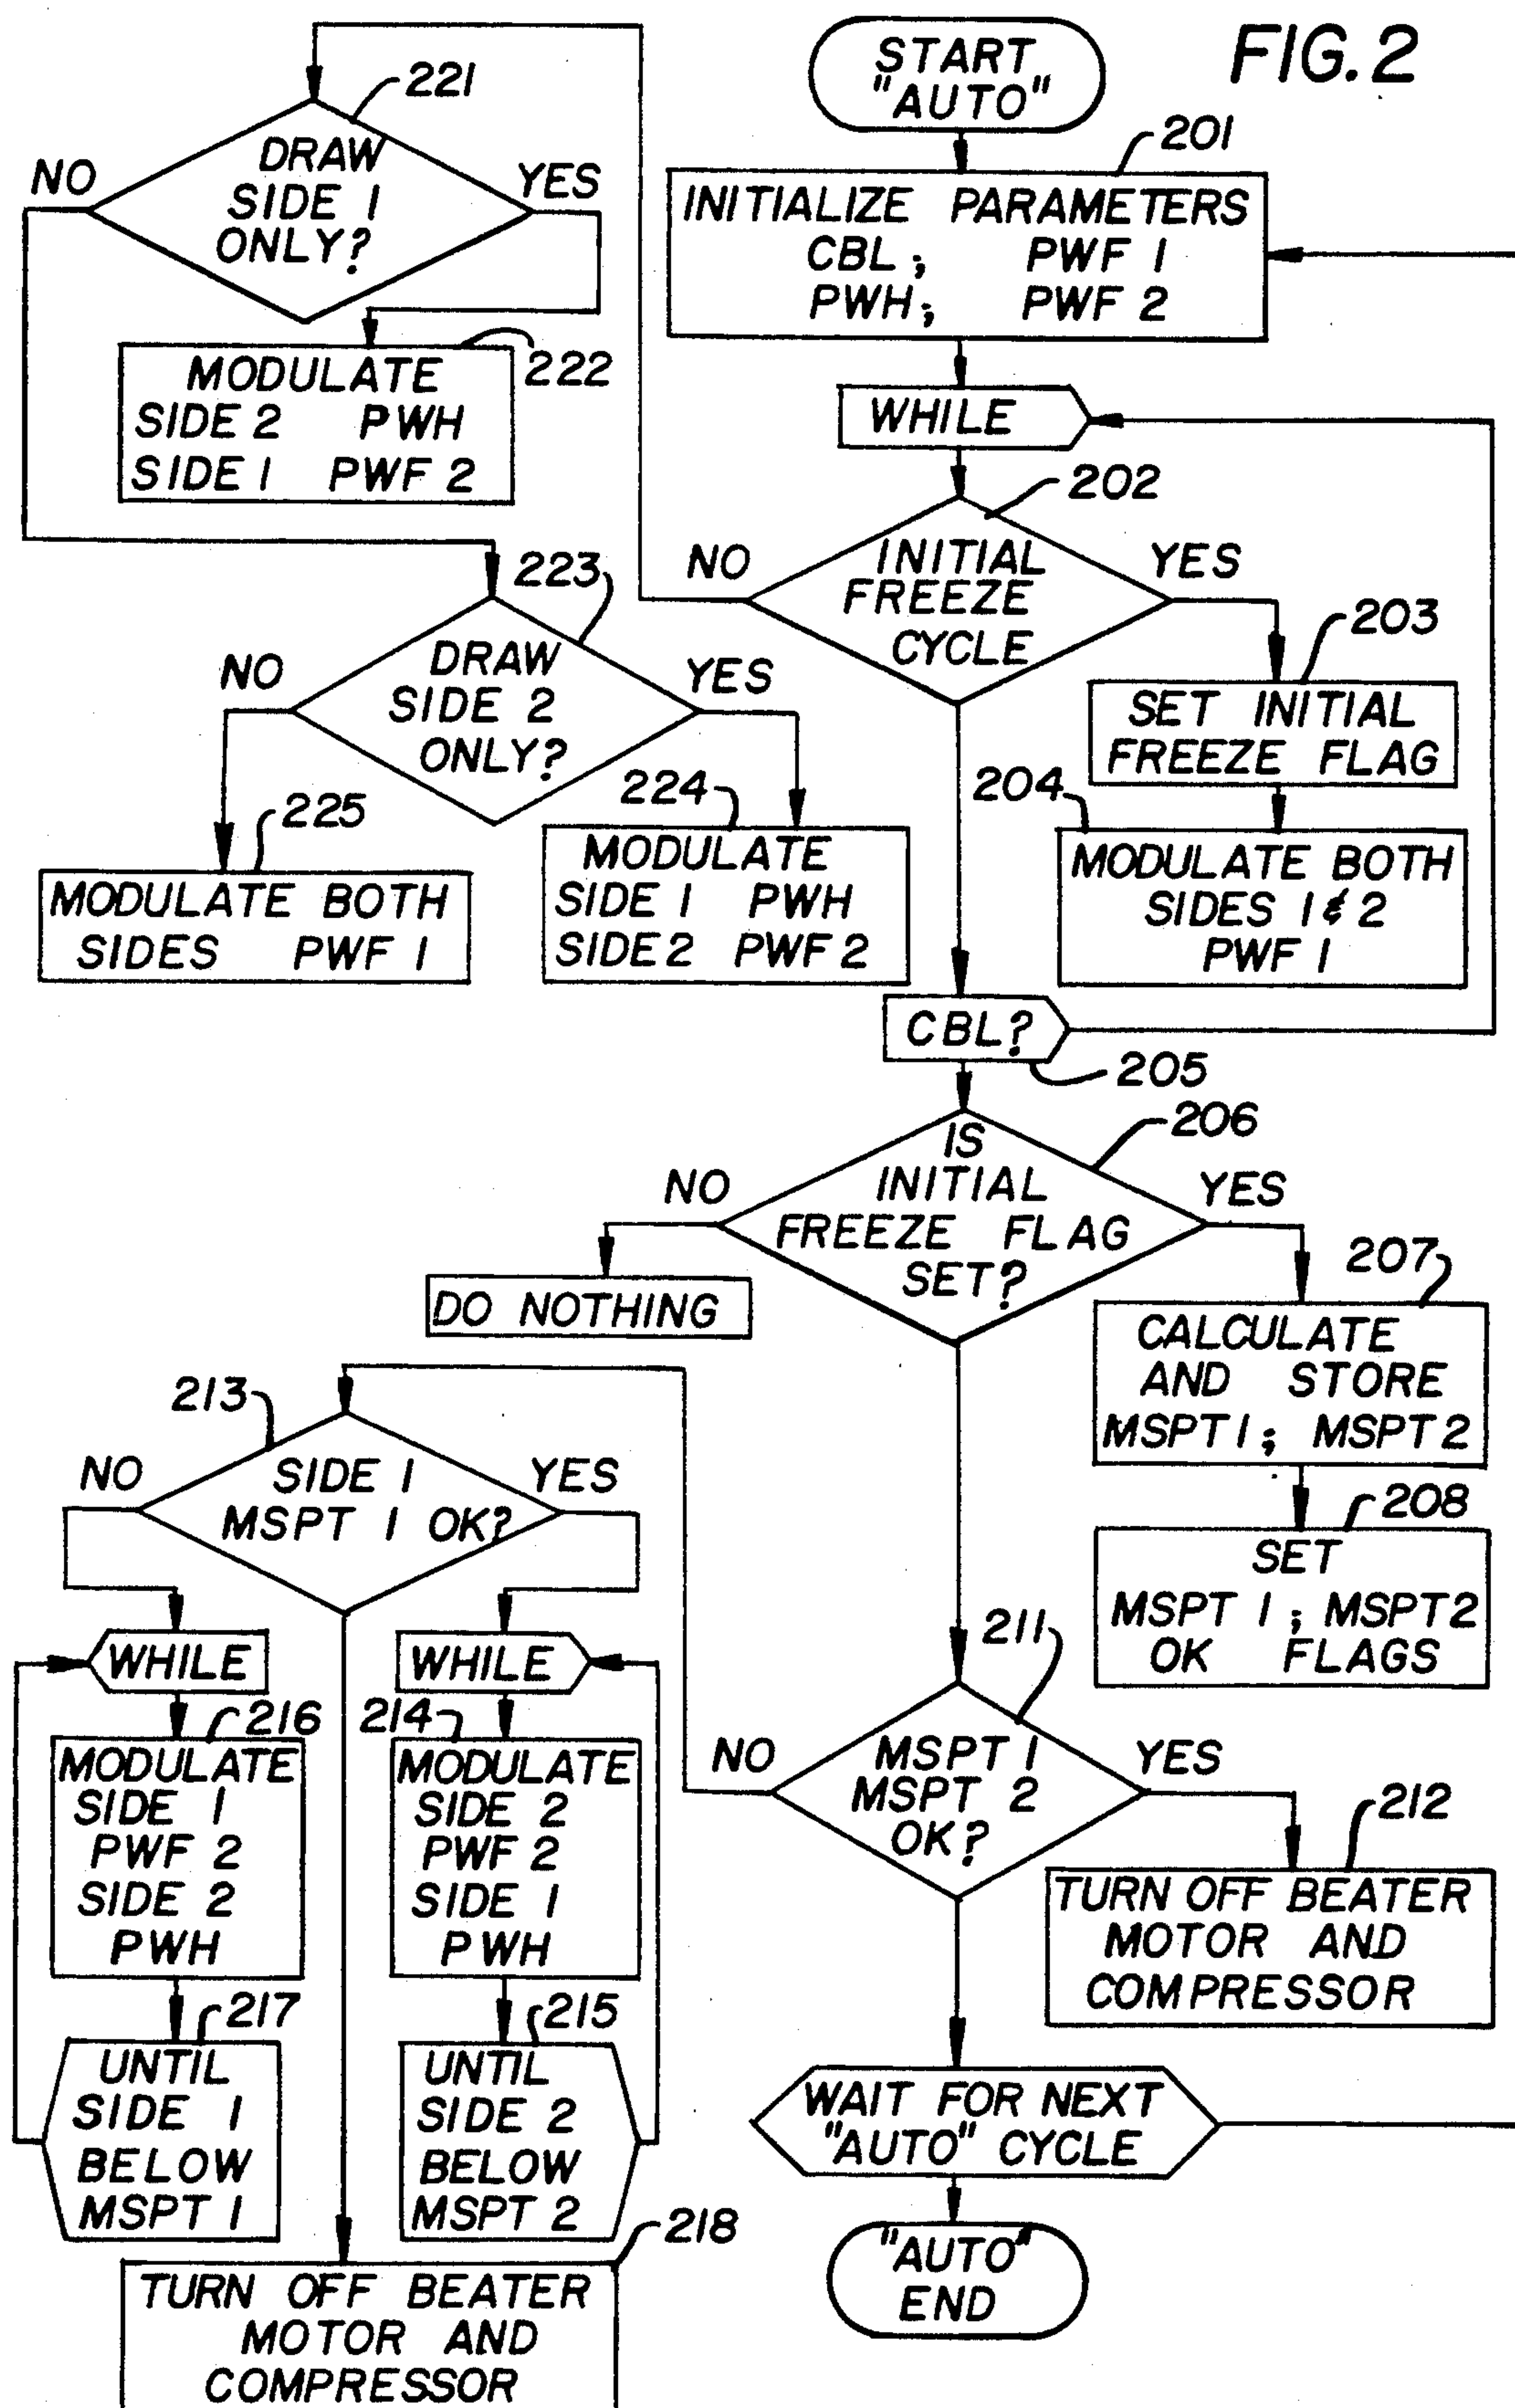 FIG. 2
START
"AUTO"
201
INITIALIZE PARAMETERS
CBL; PWF 1
PWH; PWF 2
WHILE
202
INITIAL
FREEZE
CYCLE
NO
YES
203
SET INITIAL
FREEZE FLAG
204
MODULATE BOTH
SIDES 1 & 2
PWF 1
221
DRAW
SIDE 1
ONLY?
NO
YES
222
MODULATE
SIDE 2 PWH
SIDE 1 PWF 2
223
DRAW
SIDE 2
ONLY?
NO
YES
224
MODULATE
SIDE 1 PWH
SIDE 2 PWF 2
225
MODULATE BOTH
SIDES PWF 1
CBL?
205
206
IS
INITIAL
FREEZE FLAG
SET?
NO
YES
DO NOTHING
207
CALCULATE
AND STORE
MSPT 1; MSPT 2
208
SET
MSPT 1; MSPT 2
OK FLAGS
211
MSPT 1
MSPT 2
OK?
NO
YES
212
TURN OFF BEATER
MOTOR AND
COMPRESSOR
213
SIDE 1
MSPT 1 OK?
NO
YES
WHILE
WHILE
216
MODULATE
SIDE 1
PWF 2
SIDE 2
PWH
214
MODULATE
SIDE 2
PWF 2
SIDE 1
PWH
217
UNTIL
SIDE 1
BELOW
MSPT 1
215
UNTIL
SIDE 2
BELOW
MSPT 2
218
TURN OFF BEATER
MOTOR AND
COMPRESSOR
WAIT FOR NEXT
"AUTO" CYCLE
"AUTO"
END